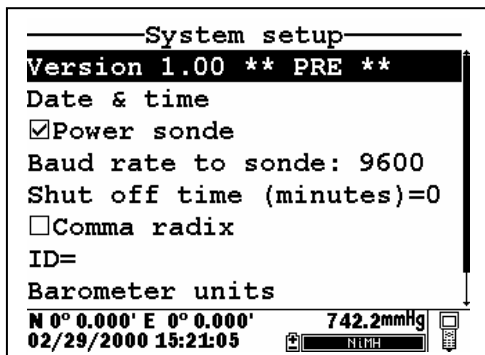 System setup
Version 1.00 ** PRE **
Date & time
☑Power sonde
Baud rate to sonde: 9600
Shut off time (minutes)=0
☐Comma radix
ID=
Barometer units
N 0° 0.000' E 0° 0.000' 742.2mmHg
02/29/2000 15:21:05 NiMH